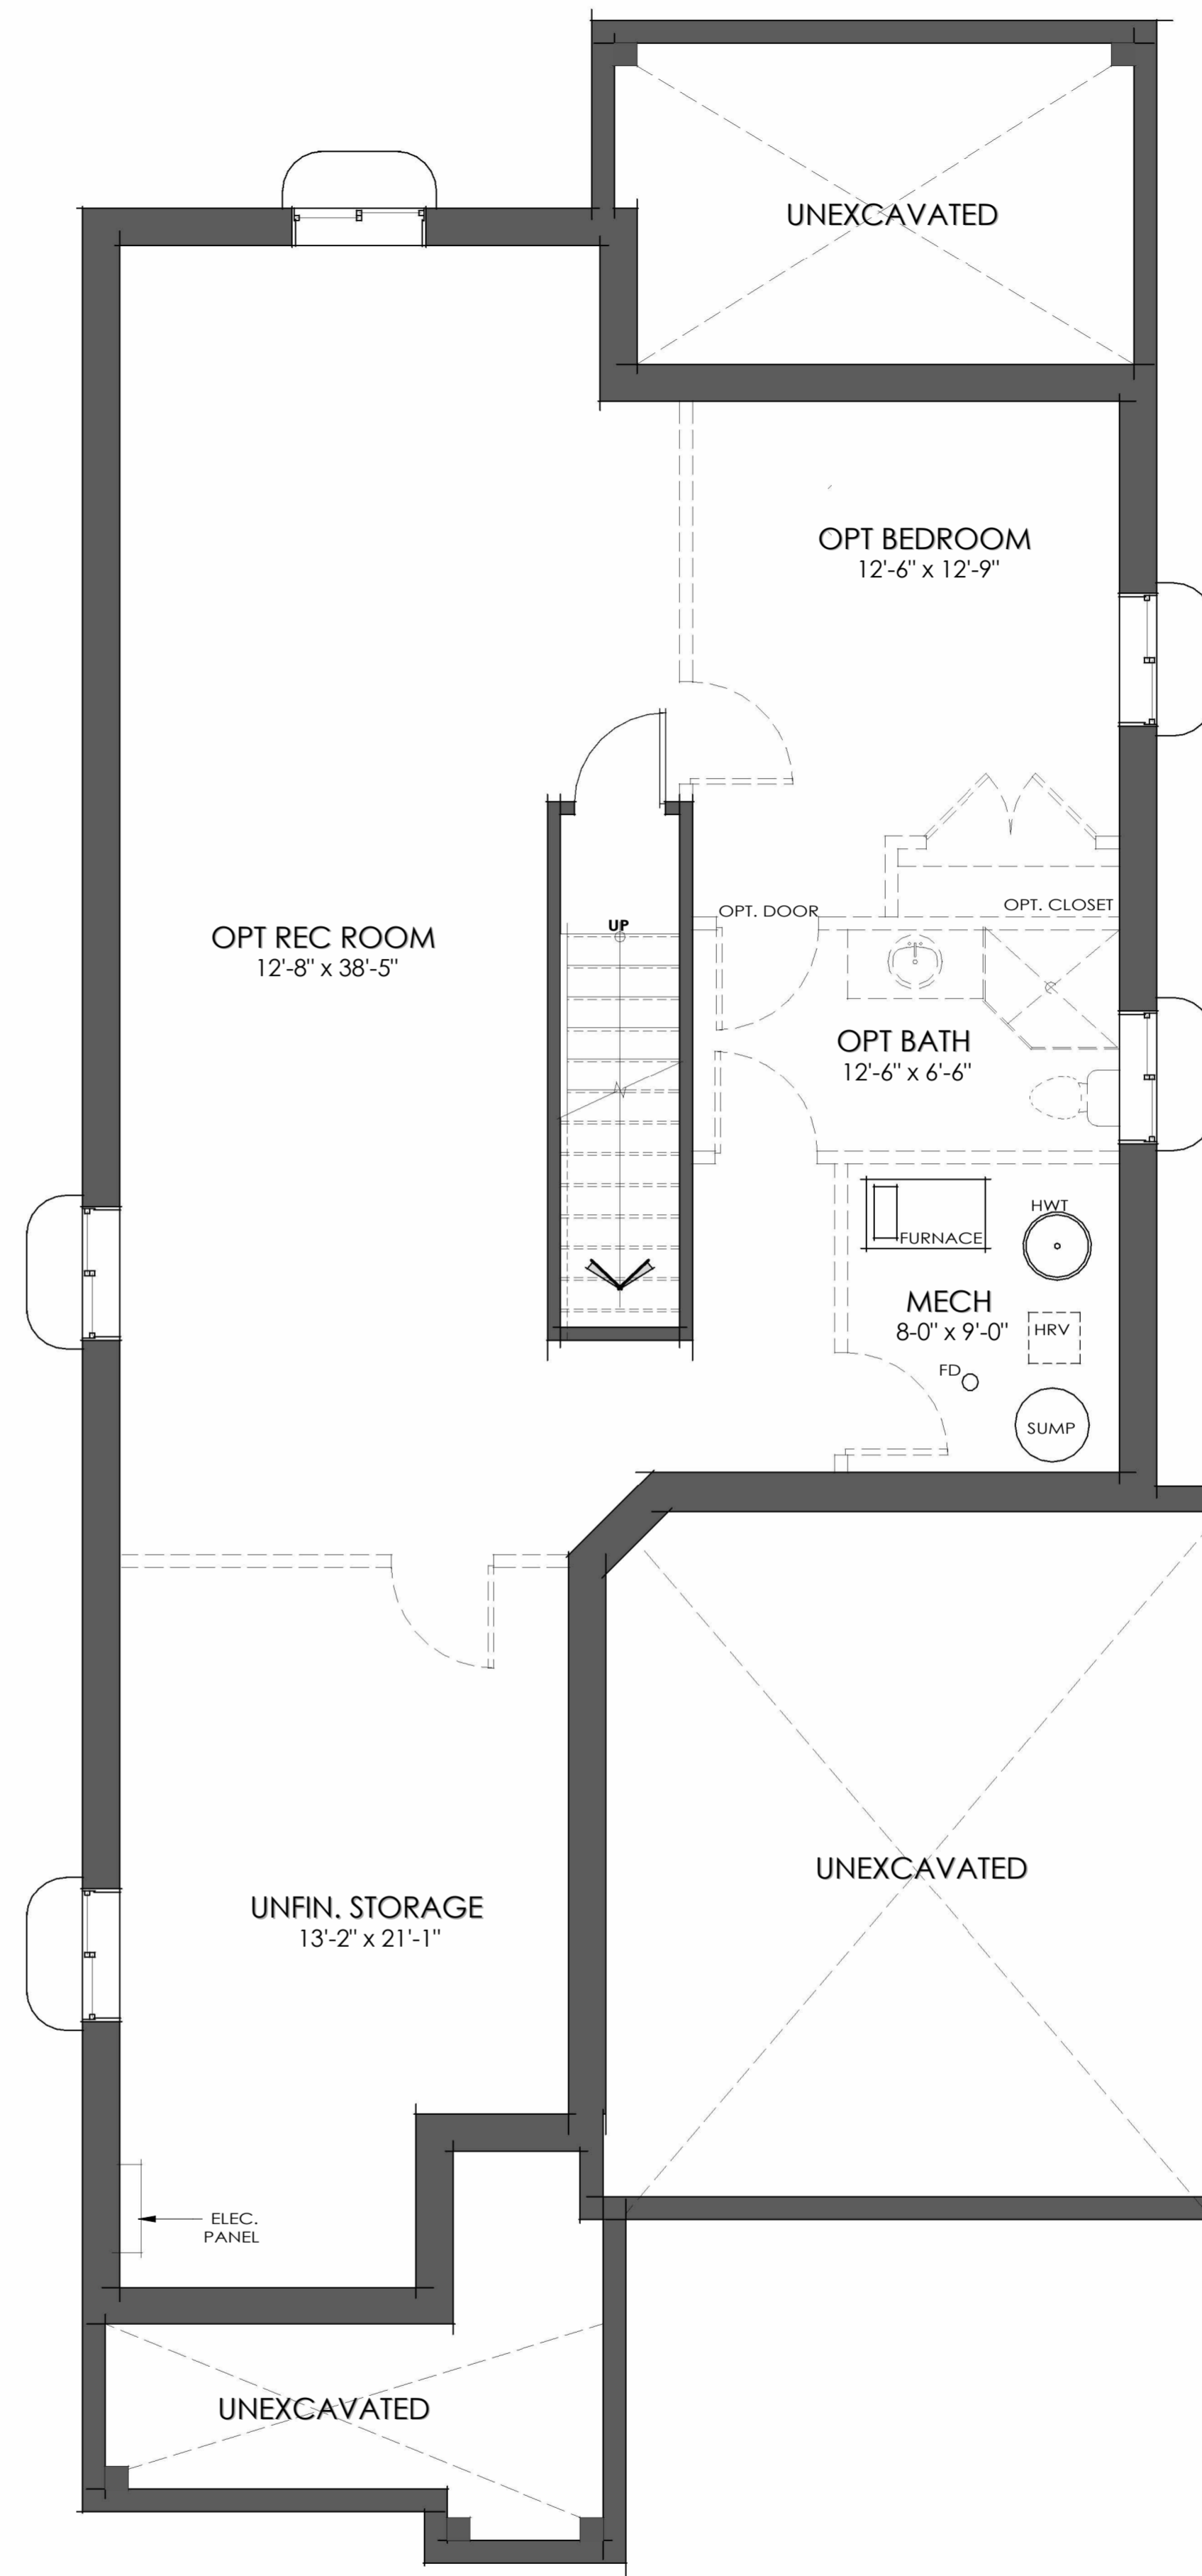 UNEXCAVATED
OPT BEDROOM
12'-6" x 12'-9"
OPT. CLOSET
OPT. DOOR
UP
OPT REC ROOM
12'-8" x 38'-5"
OPT BATH
12'-6" x 6'-6"
HWT
FURNACE
MECH
8-0" x 9'-0"
HRV
FD
SUMP
UNEXCAVATED
UNFIN. STORAGE
13'-2" x 21'-1"
ELEC.
PANEL
UNEXCAVATED